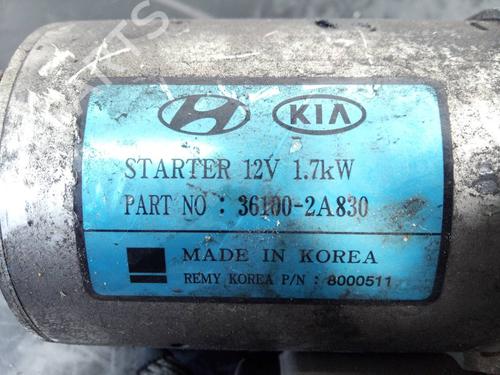 KIA
STARTER 12V 1.7kW
PART NO : 36100-2A830
MADE IN KOREA
REMY KOREA P/N : 8000511